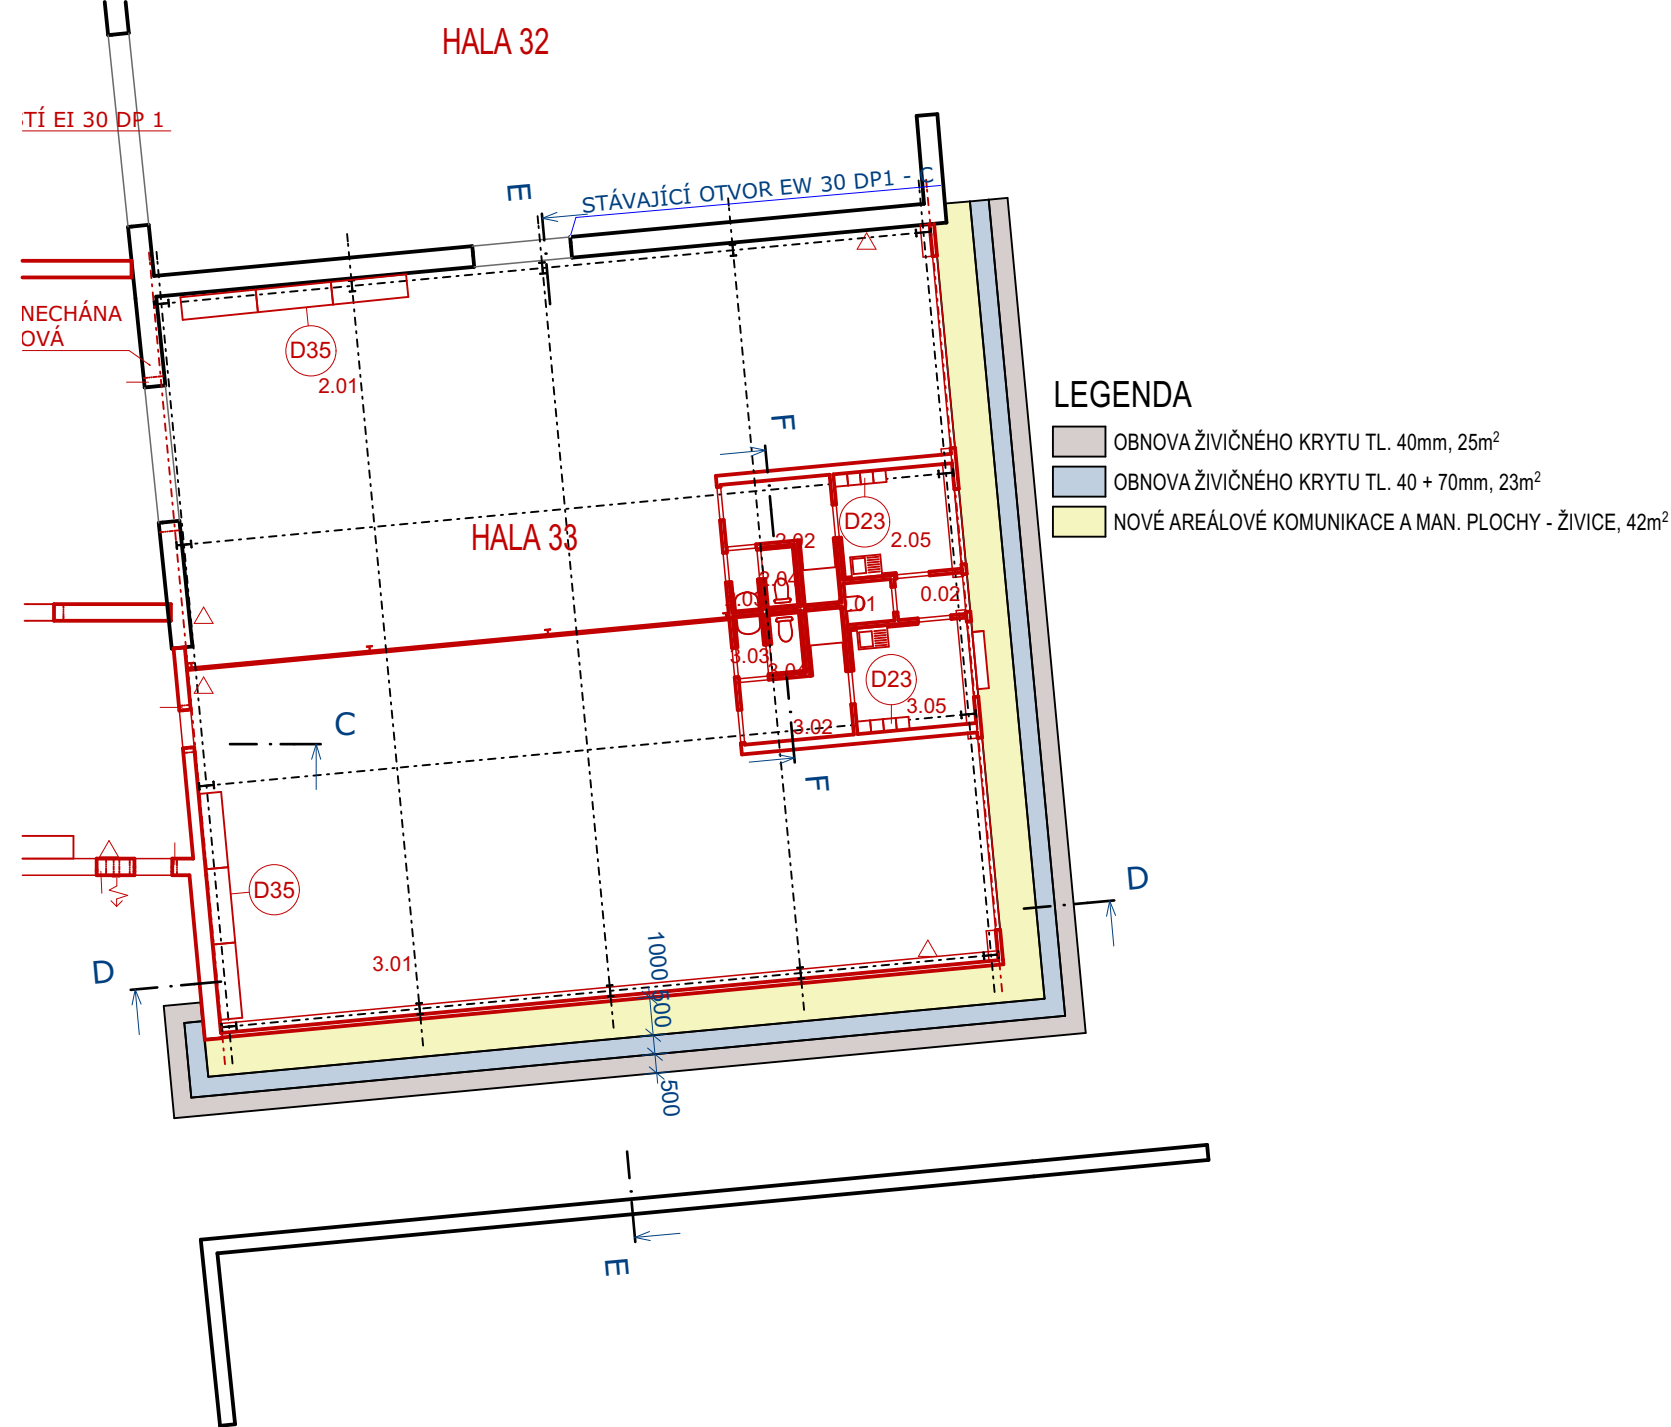 HALA 32
TÍ EI 30 DP 1
E
STÁVAJÍCÍ OTVOR EW 30 DP1 - C
NECHÁNA
OVÁ
D35
2.01
LEGENDA
OBNOVA ŽIVIČNÉHO KRYTU TL. 40mm, 25m²
OBNOVA ŽIVIČNÉHO KRYTU TL. 40 + 70mm, 23m²
NOVÉ AREÁLOVÉ KOMUNIKACE A MAN. PLOCHY - ŽIVICE, 42m²
F
HALA 33
D23
2.05
0.02
3.03
D23
3.05
3.02
C
F
D35
D
D
3.01
1000
500
500
E